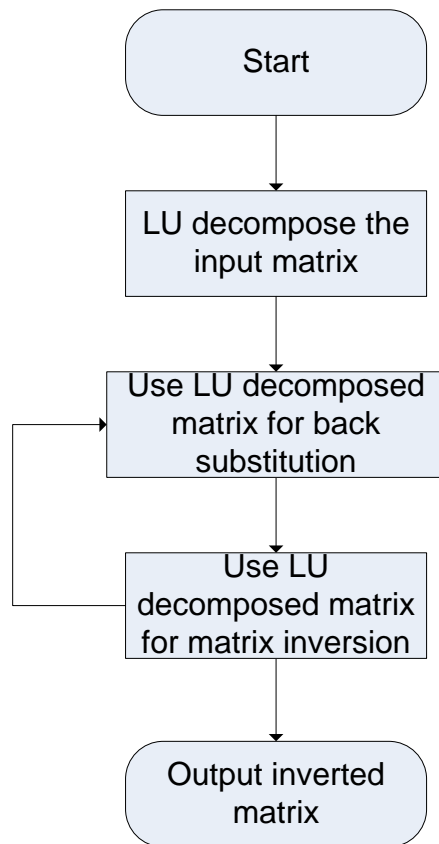 Start
LU decompose the
input matrix
Use LU decomposed
matrix for back
substitution
Use LU
decomposed matrix
for matrix inversion
Output inverted
matrix